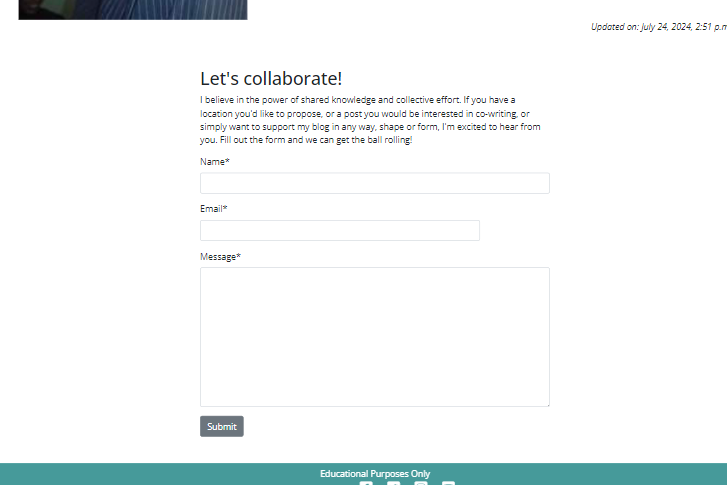 Updated on: July 24, 2024, 2:51 p.m
Let's collaborate!
I believe in the power of shared knowledge and collective effort. If you have a
location you'd like to propose, or a post you would be interested in co-writing, or
simply want to support my blog in any way, shape or form, I'm excited to hear from
you. Fill out the form and we can get the ball rolling!
Name*
Email*
Message*
Submit
Educational Purposes Only